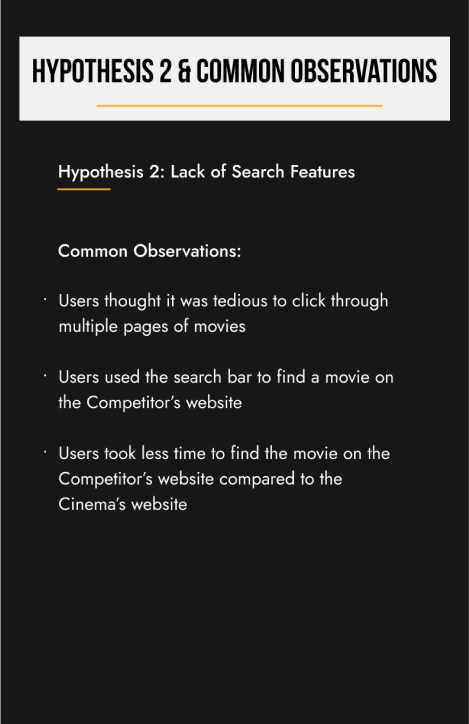 HYPOTHESIS 2 & COMMON OBSERVATIONS
Hypothesis 2: Lack of Search Features
Common Observations:
· Users thought it was tedious to click through
multiple pages of movies
· Users used the search bar to find a movie on
the Competitor’s website
· Users took less time to find the movie on the
Competitor’s website compared to the
Cinema’s website